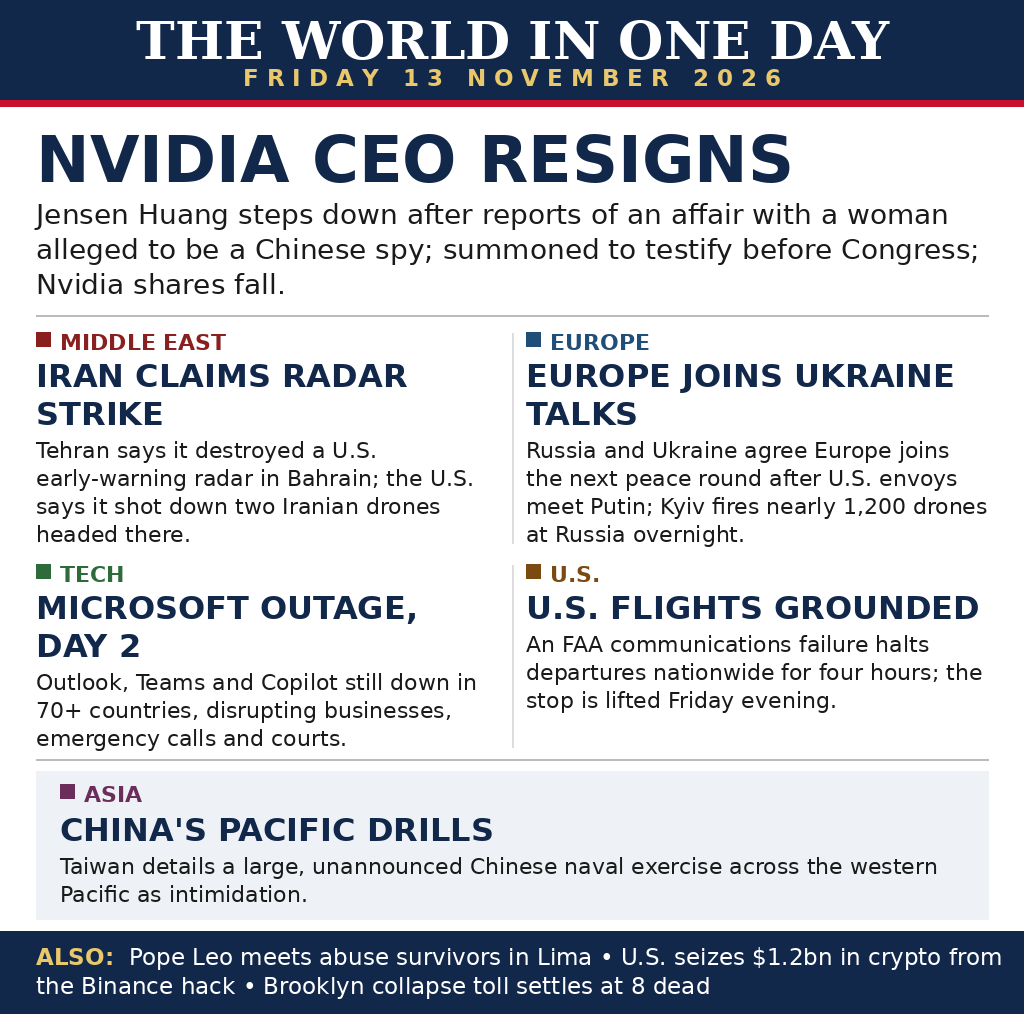 THE WORLD IN ONE DAY
FRIDAY 13 NOVEMBER 2026
NVIDIA CEO RESIGNS
Jensen Huang steps down after reports of an affair with a woman
alleged to be a Chinese spy; summoned to testify before Congress;
Nvidia shares fall.
MIDDLE EAST
IRAN CLAIMS RADAR
STRIKE
Tehran says it destroyed a U.S.
early-warning radar in Bahrain; the U.S.
says it shot down two Iranian drones
headed there.
EUROPE
EUROPE JOINS UKRAINE
TALKS
Russia and Ukraine agree Europe joins
the next peace round after U.S. envoys
meet Putin; Kyiv fires nearly 1,200 drones
at Russia overnight.
TECH
MICROSOFT OUTAGE,
DAY 2
Outlook, Teams and Copilot still down in
70+ countries, disrupting businesses,
emergency calls and courts.
U.S.
U.S. FLIGHTS GROUNDED
An FAA communications failure halts
departures nationwide for four hours; the
stop is lifted Friday evening.
ASIA
CHINA'S PACIFIC DRILLS
Taiwan details a large, unannounced Chinese naval exercise across the western
Pacific as intimidation.
ALSO: Pope Leo meets abuse survivors in Lima • U.S. seizes $1.2bn in crypto from
the Binance hack • Brooklyn collapse toll settles at 8 dead